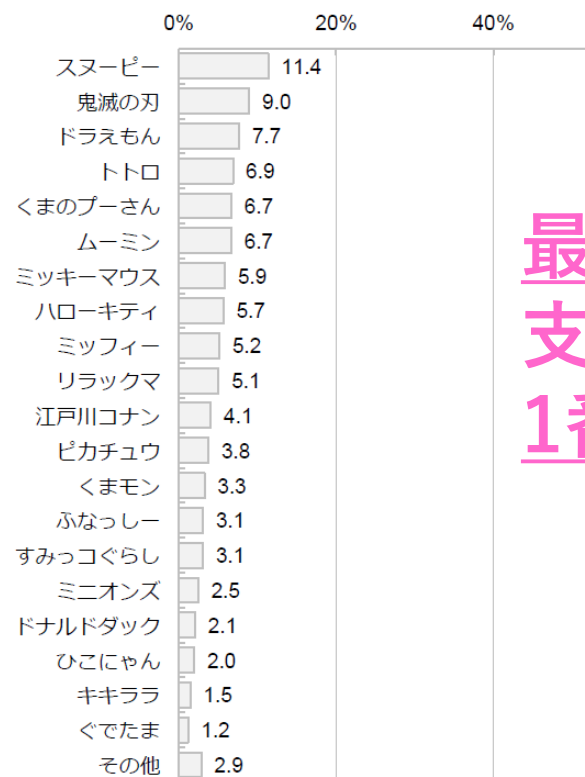 0% 20% 40%
スヌーピー 11.4
鬼滅の刃 9.0
ドラえもん 7.7
トトロ 6.9
くまのプーさん 6.7
ムーミン 6.7
ミッキーマウス 5.9
ハローキティ 5.7
ミッフィー 5.2
リラックマ 5.1
江戸川コナン 4.1
ピカチュウ 3.8
くまモン 3.3
ふなっしー 3.1
すみっコぐらし 3.1
ミニオンズ 2.5
ドナルドダック 2.1
ひこにゃん 2.0
キキララ 1.5
ぐでたま 1.2
その他 2.9
最
支
1